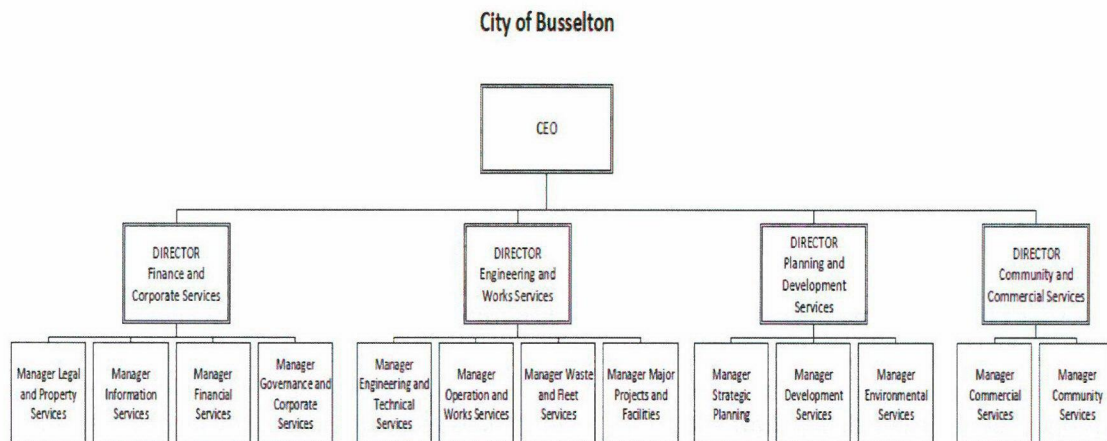 City of Busselton
CEO
DIRECTOR
Finance and
Corporate Services
DIRECTOR
Engineering and
Works Services
DIRECTOR
Planning and
Development
Services
DIRECTOR
Community and
Commercial Services
Manager Legal
and Property
Services
Manager
Information
Services
Manager
Financial
Services
Manager
Governance and
Corporate
Services
Manager
Engineering and
Technical
Services
Manager
Operation and
Works Services
Manager Waste
and Fleet
Services
Manager Major
Projects and
Facilities
Manager
Strategic
Planning
Manager
Development
Services
Manager
Environmental
Services
Manager
Commercial
Services
Manager
Community
Services